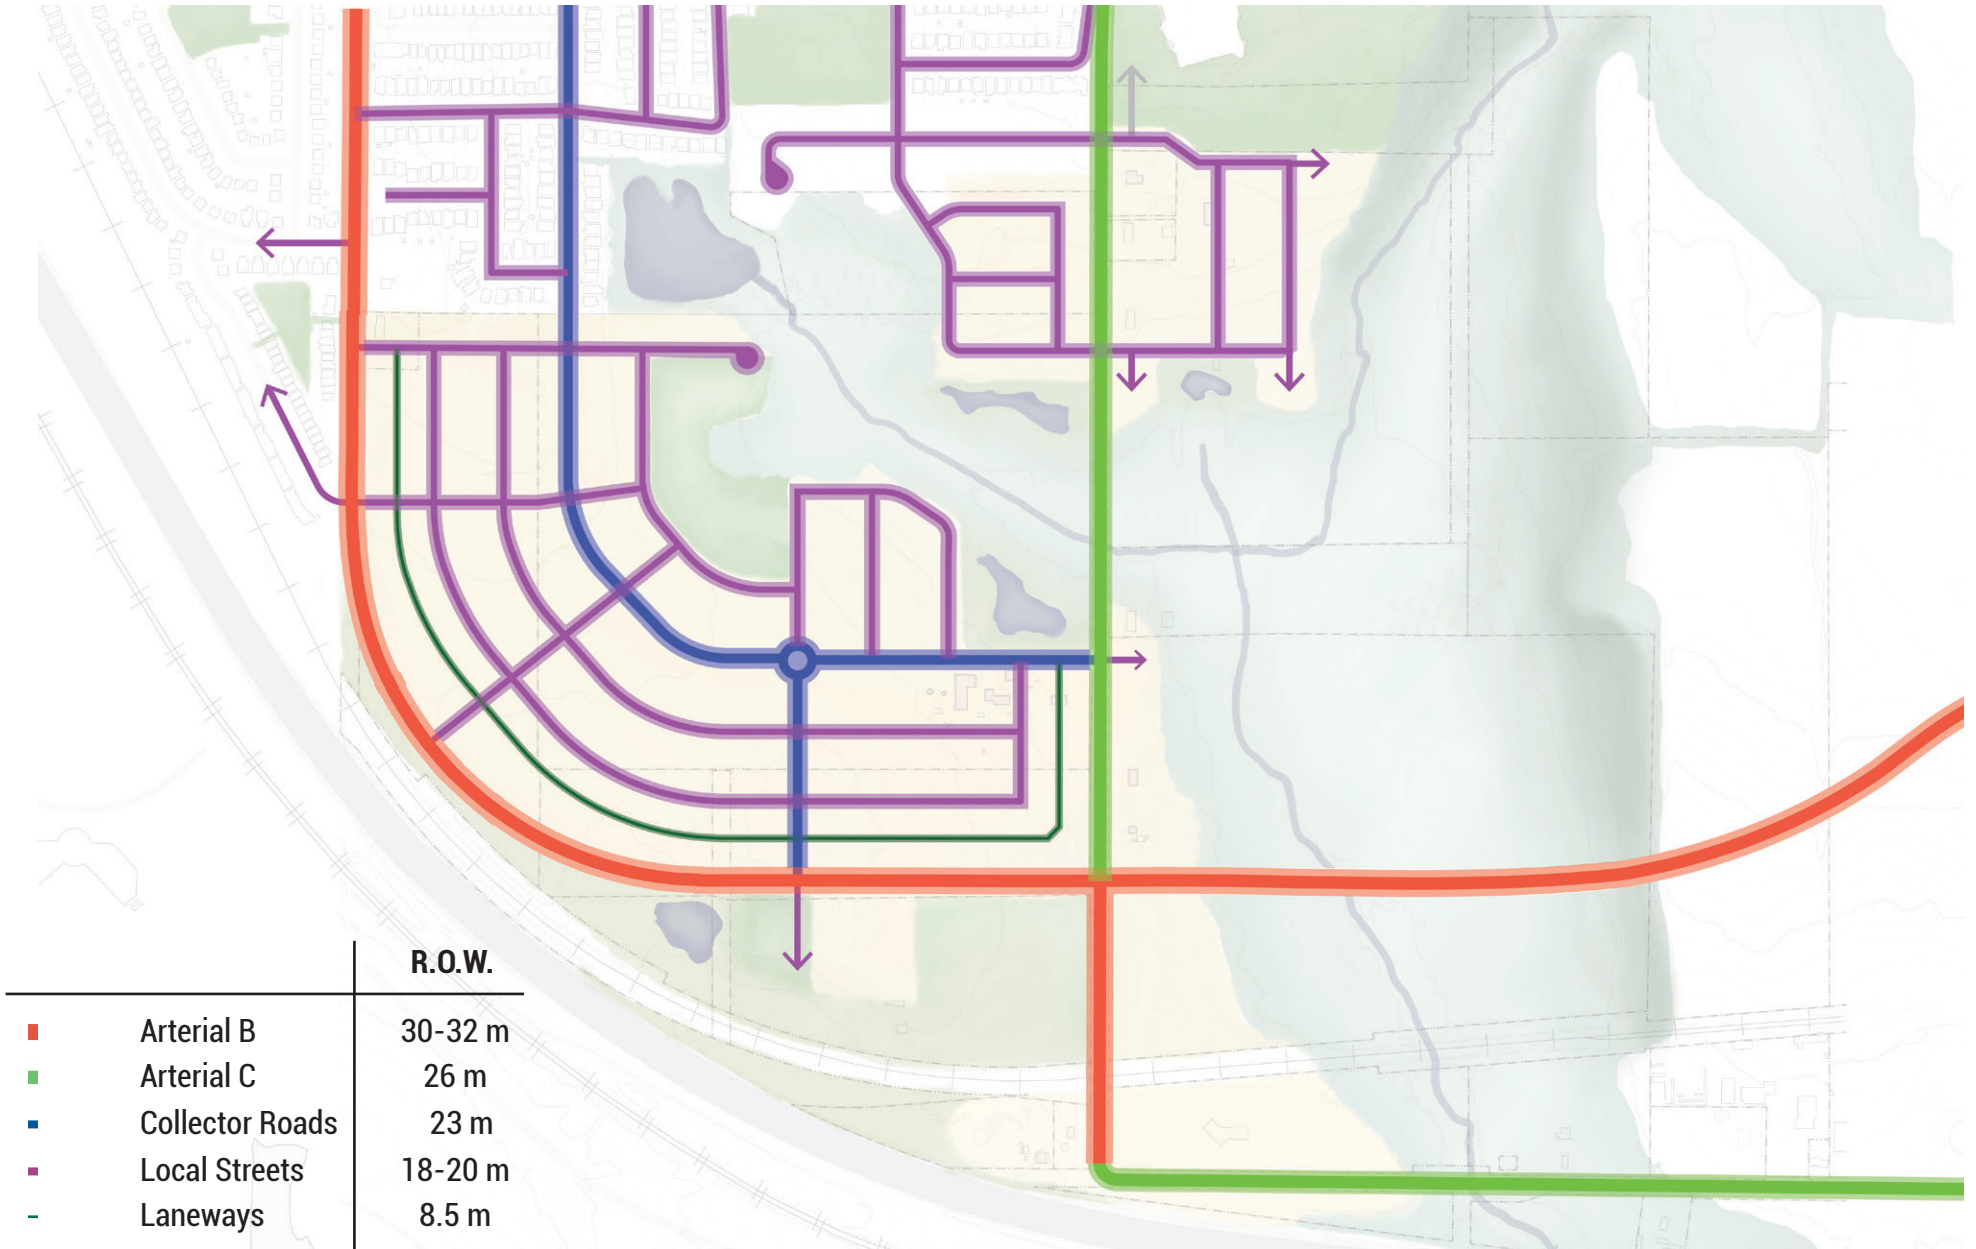 R.O.W.
Arterial B 30-32 m
Arterial C 26 m
Collector Roads 23 m
Local Streets 18-20 m
Laneways 8.5 m